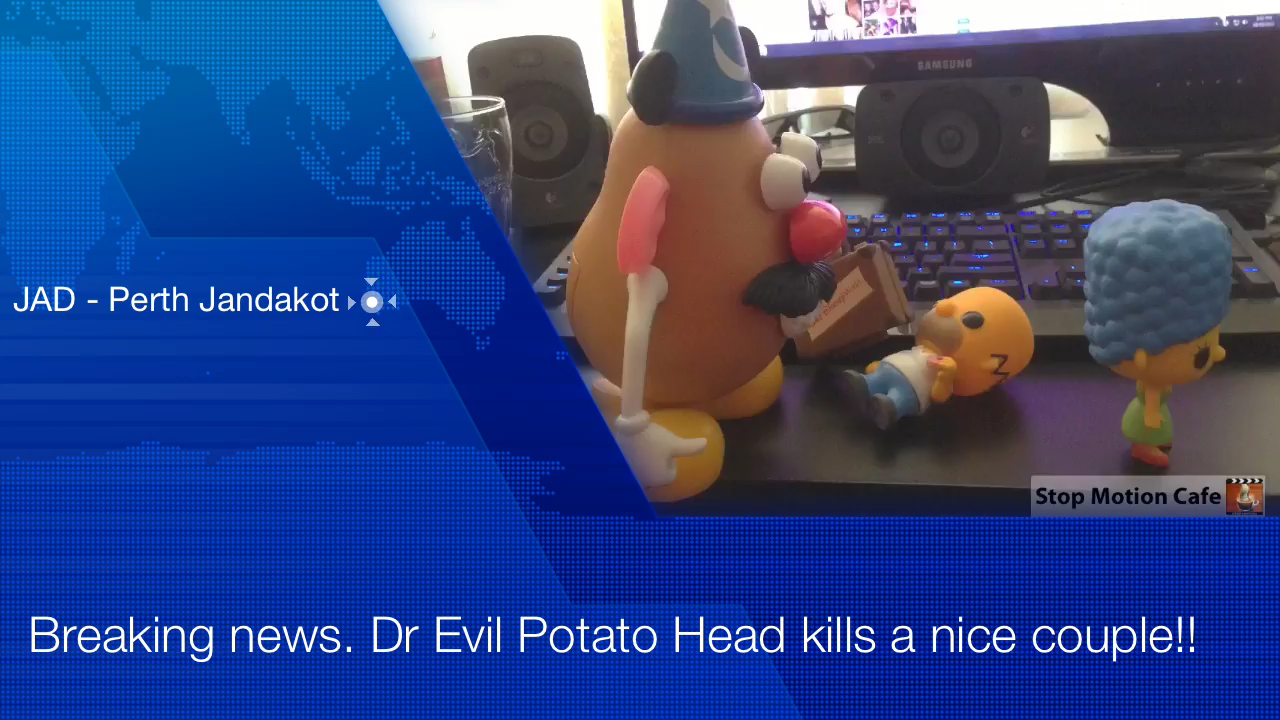 SAMSUNG
JAD - Perth Jandakot
Stop Motion Cafe
Breaking news. Dr Evil Potato Head kills a nice couple!!